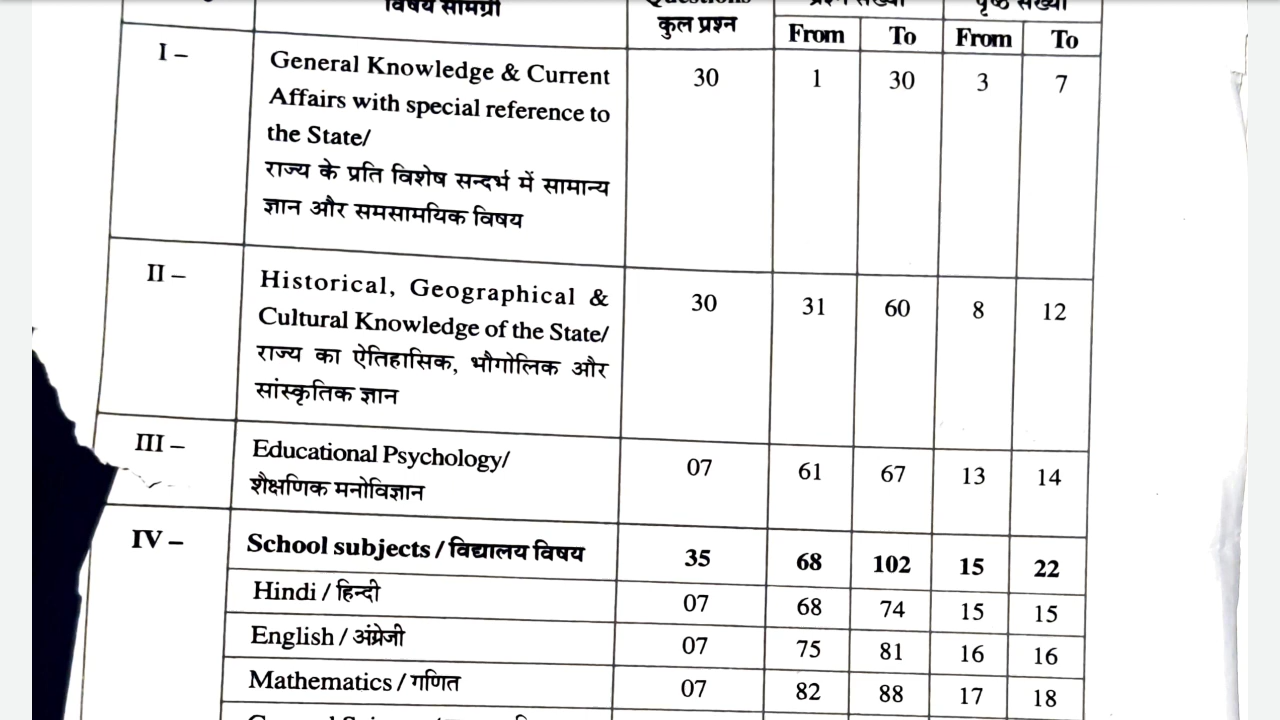 विषय सामग्री
Questions
कुल प्रश्न
प्रश्न संख्या
पृष्ठ संख्या
From To From To
I – General Knowledge & Current 30 1 30 3 7
Affairs with special reference to
the State/
राज्य के प्रति विशेष सन्दर्भ में सामान्य
ज्ञान और समसामयिक विषय
II – Historical, Geographical & 30 31 60 8 12
Cultural Knowledge of the State/
राज्य का ऐतिहासिक, भौगोलिक और
सांस्कृतिक ज्ञान
III – Educational Psychology/ 07 61 67 13 14
शैक्षणिक मनोविज्ञान
IV – School subjects / विद्यालय विषय 35 68 102 15 22
Hindi / हिन्दी 07 68 74 15 15
English / अंग्रेजी 07 75 81 16 16
Mathematics / गणित 07 82 88 17 18